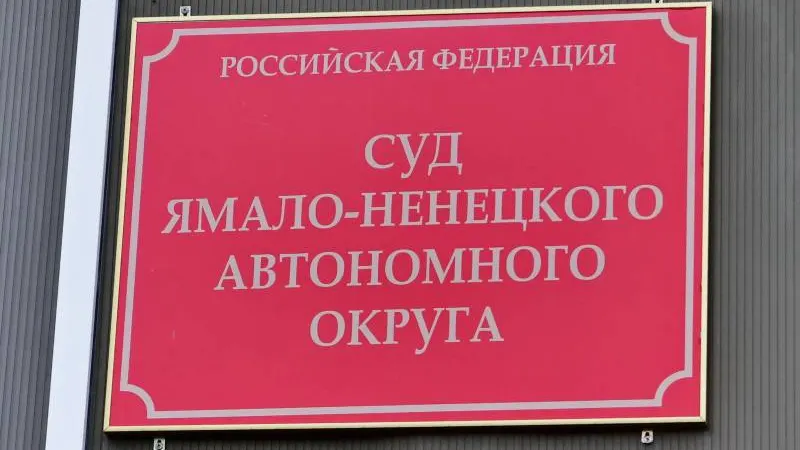 РОССИЙСКАЯ ФЕДЕРАЦИЯ
СУД
ЯМАЛО-НЕНЕЦКОГО
АВТОНОМНОГО
ОКРУГА